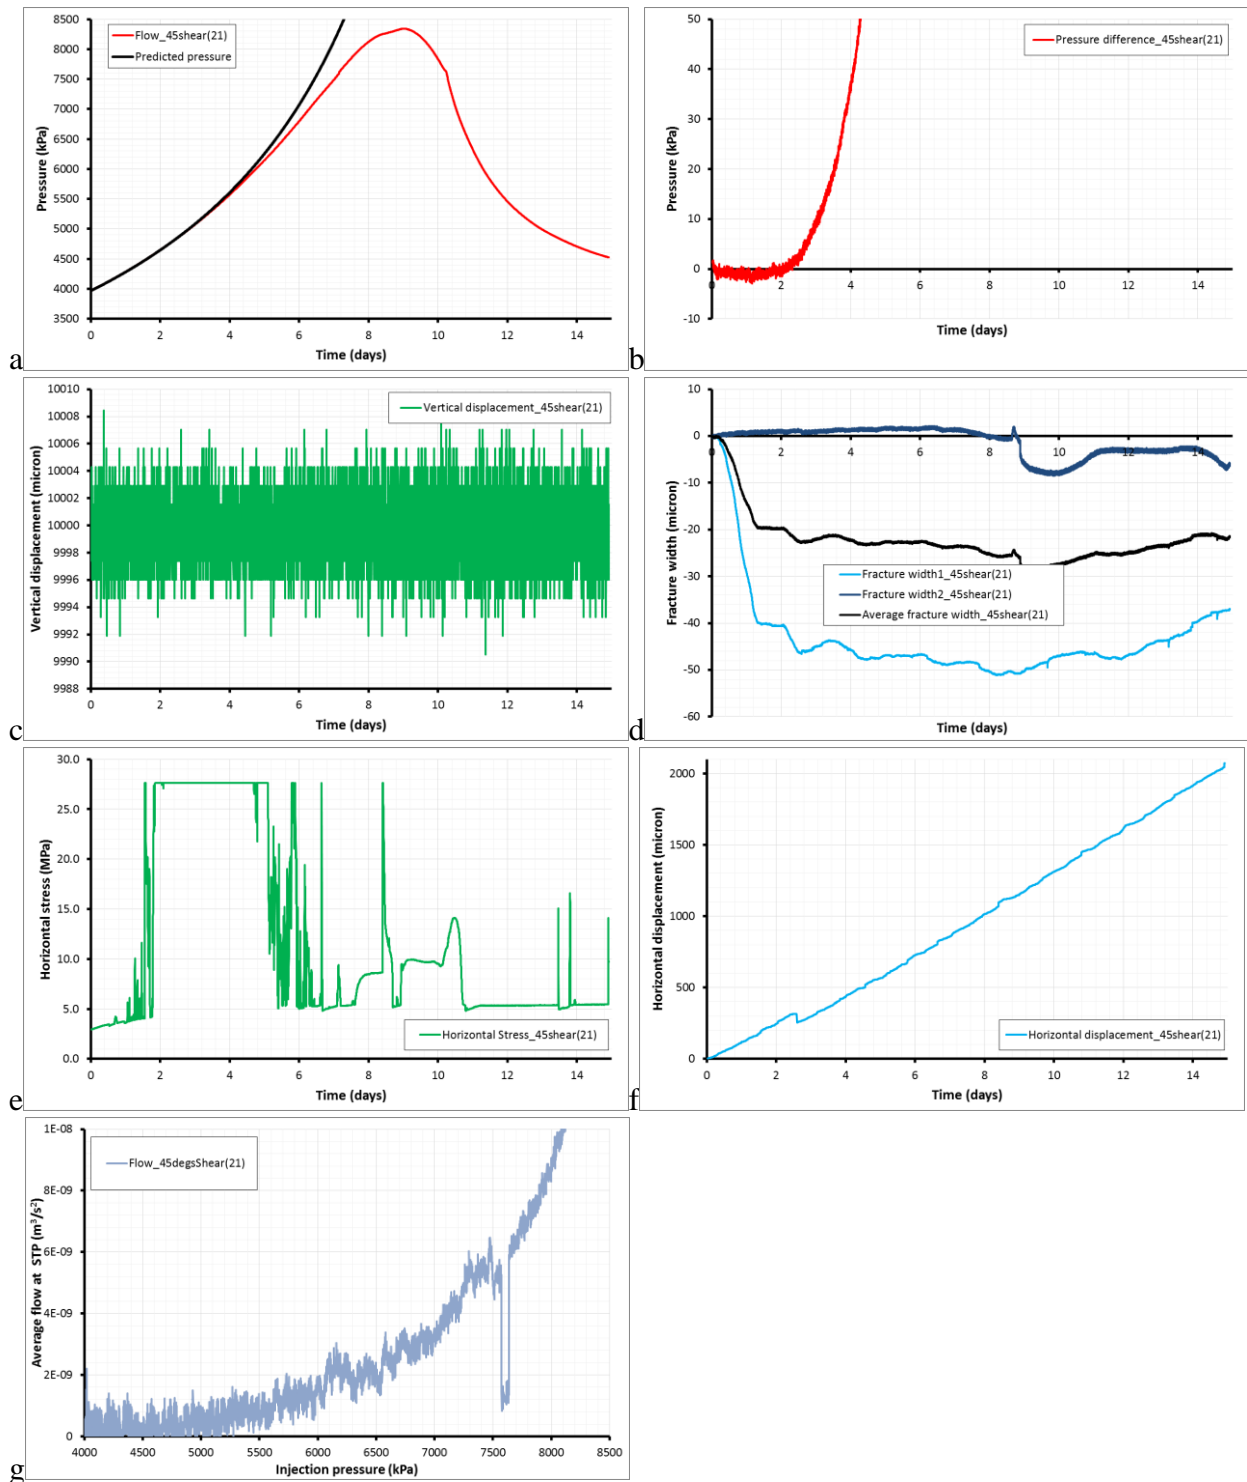 8500
8000
7500
7000
6500
6000
5500
5000
4500
4000
3500
Pressure (kPa)
Flow_45shear(21)
Predicted pressure
0 2 4 6 8 10 12 14
Time (days)
a
50
40
30
20
10
0
-10
Pressure (kPa)
Pressure difference_45shear(21)
0 2 4 6 8 10 12 14
Time (days)
b
10010
10008
10006
10004
10002
10000
9998
9996
9994
9992
9990
9988
Vertical displacement (micron)
Vertical displacement_45shear(21)
0 2 4 6 8 10 12 14
Time (days)
c
10
0
-10
-20
-30
-40
-50
-60
Fracture width (micron)
0 2 4 6 8 10 12 14
Fracture width1_45shear(21)
Fracture width2_45shear(21)
Average fracture width_45shear(21)
Time (days)
d
30.0
25.0
20.0
15.0
10.0
5.0
0.0
Horizontal stress (MPa)
Horizontal Stress_45shear(21)
0 2 4 6 8 10 12 14
Time (days)
e
2000
1500
1000
500
0
Horizontal displacement (micron)
Horizontal displacement_45shear(21)
0 2 4 6 8 10 12 14
Time (days)
f
1E-08
8E-09
6E-09
4E-09
2E-09
0
Average flow at STP (m³/s²)
Flow_45degsShear(21)
4000 4500 5000 5500 6000 6500 7000 7500 8000 8500
Injection pressure (kPa)
g